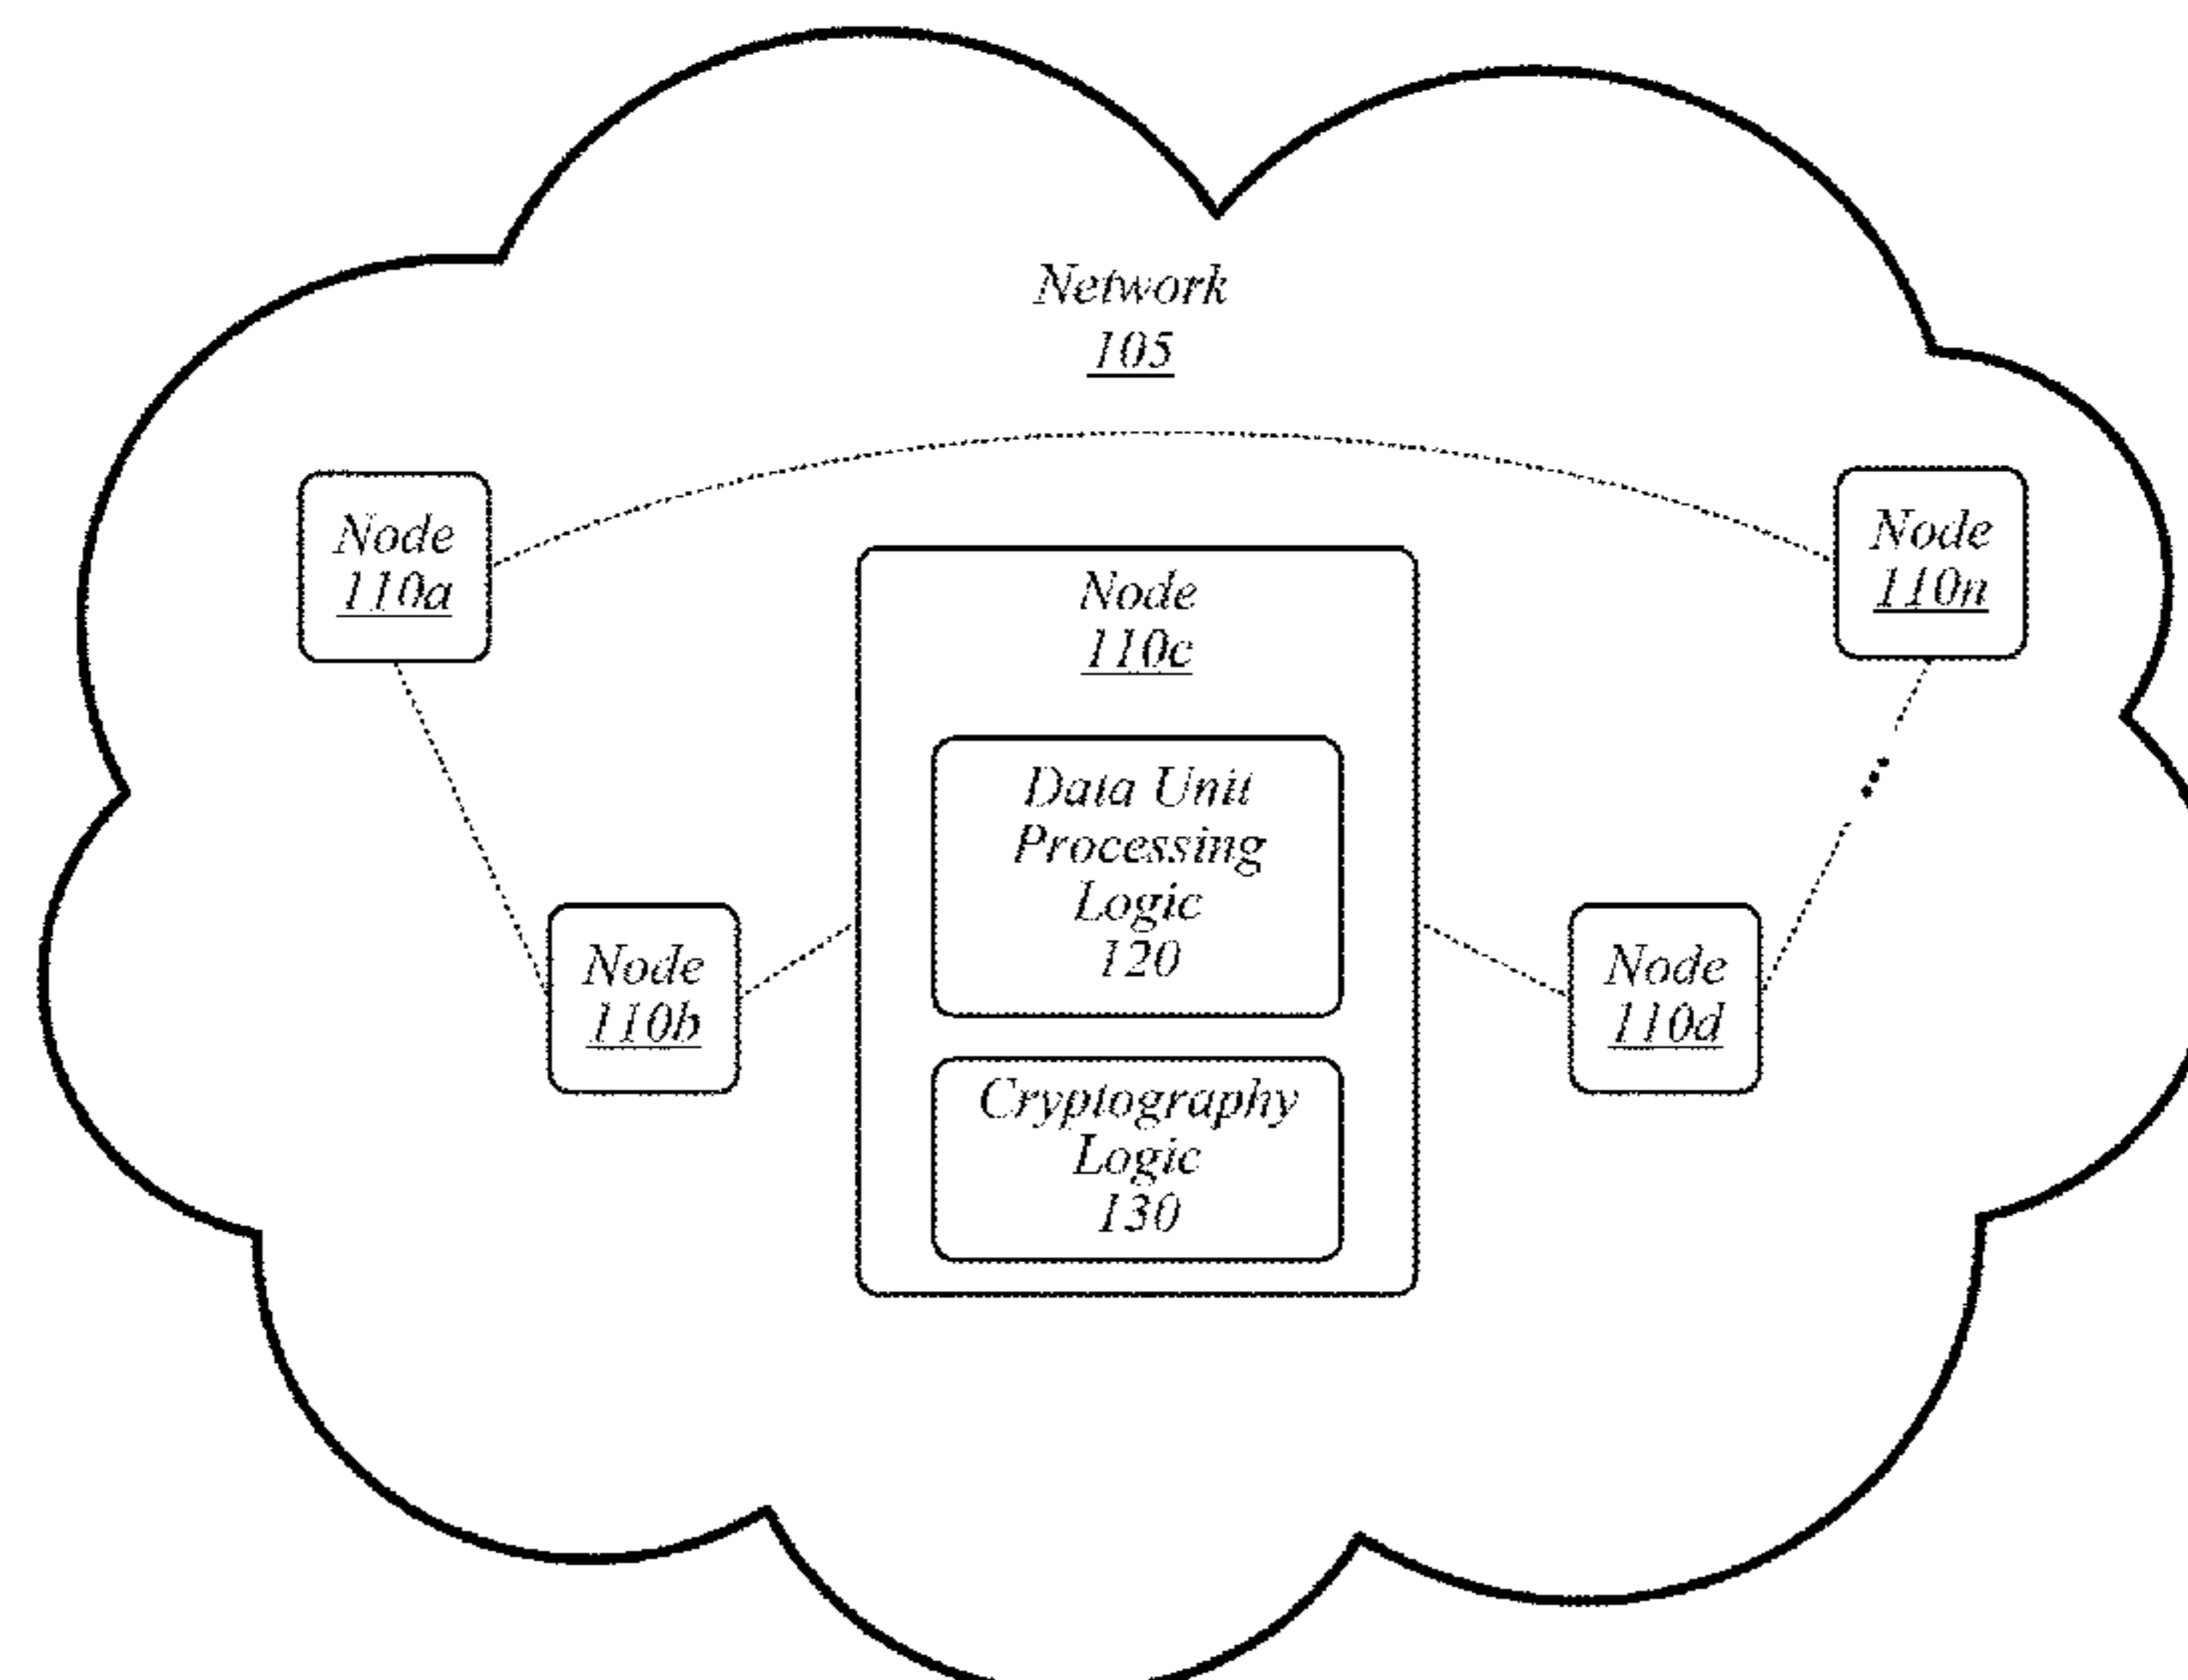 Network
105
Node
110a
Node
110n
Node
110c
Data Unit
Processing
Logic
120
Node
110b
Node
110d
Cryptography
Logic
130